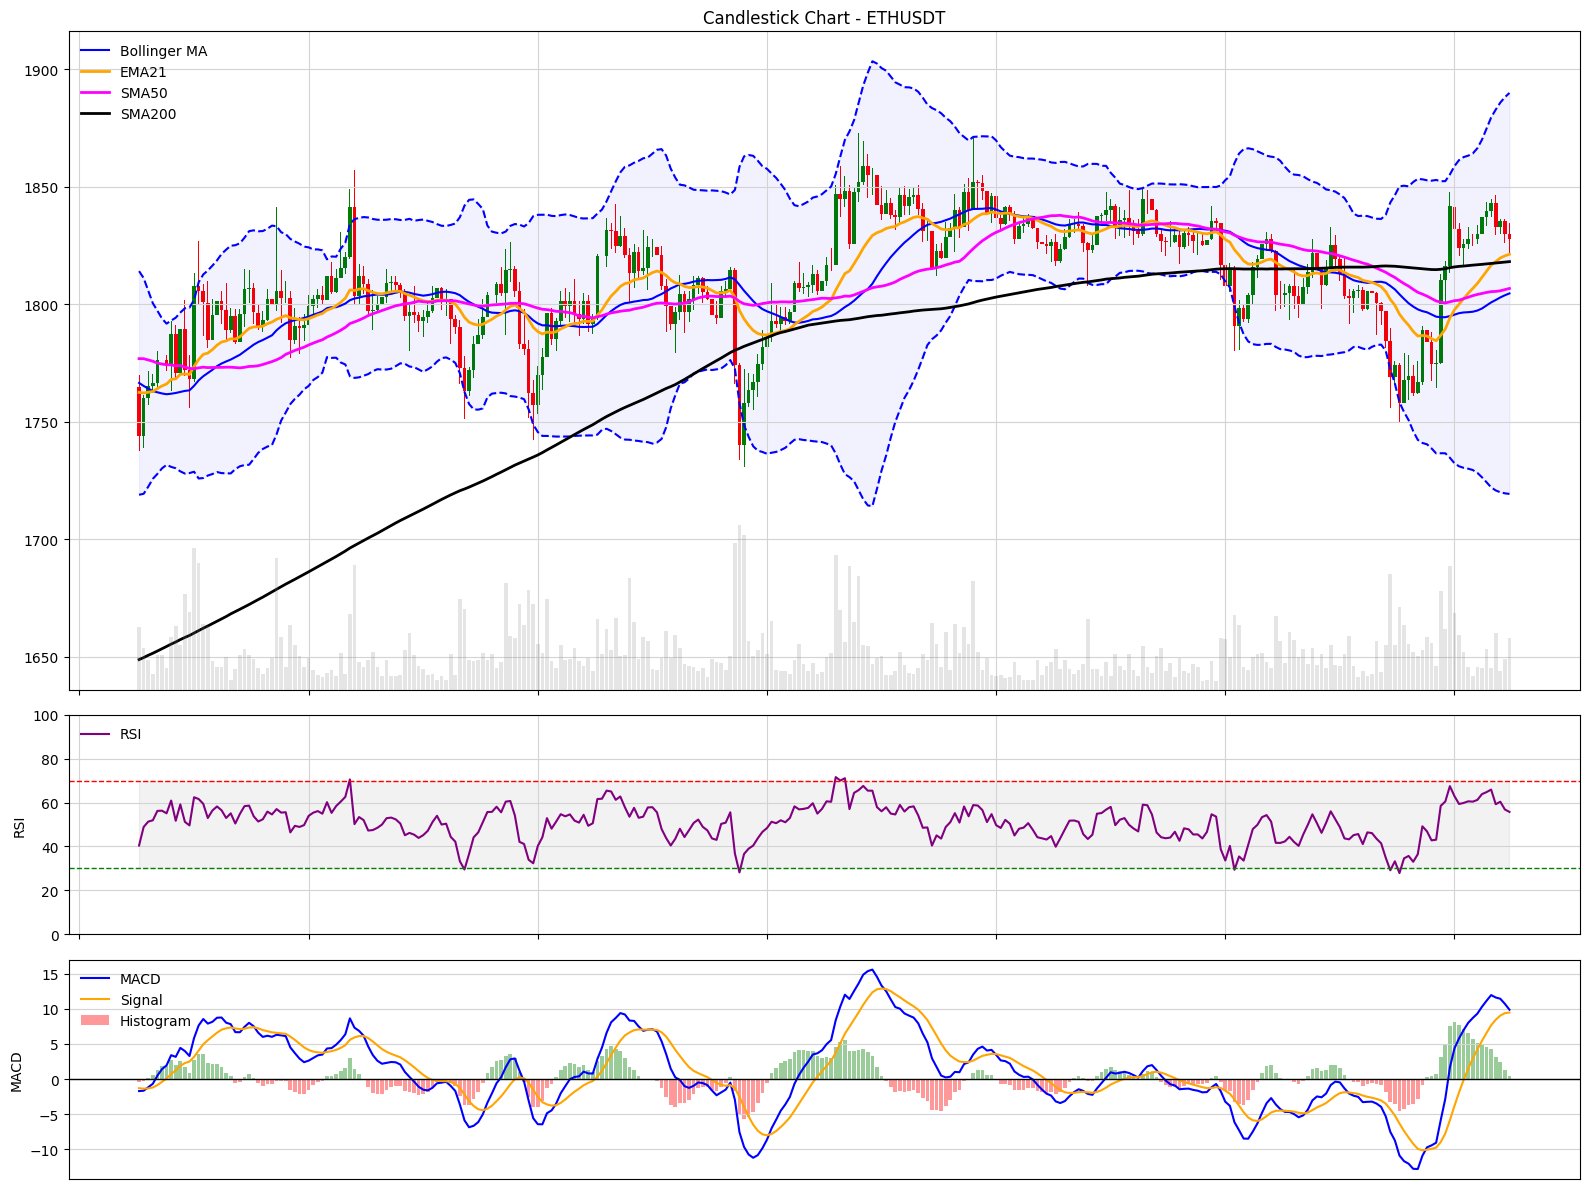 Candlestick Chart - ETHUSDT
Bollinger MA
EMA21
SMA50
SMA200
1900
1850
1800
1750
1700
1650
RSI
100
80
60
40
20
0
RSI
MACD
Signal
Histogram
15
10
5
0
−5
−10
MACD